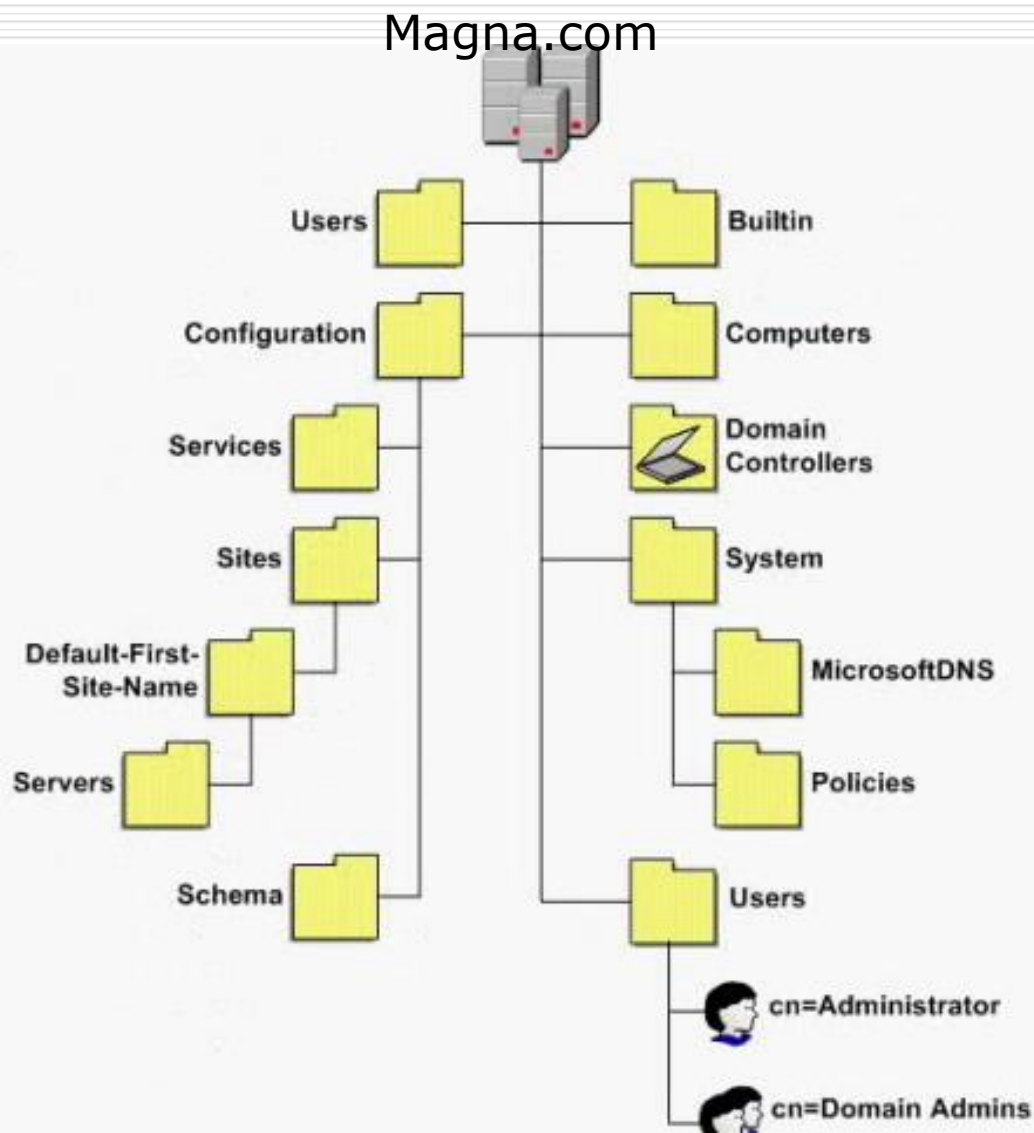 Magna.com
Users
Builtin
Configuration
Computers
Services
Domain
Controllers
Sites
System
Default-First-
Site-Name
MicrosoftDNS
Servers
Policies
Schema
Users
cn=Administrator
cn=Domain Admins